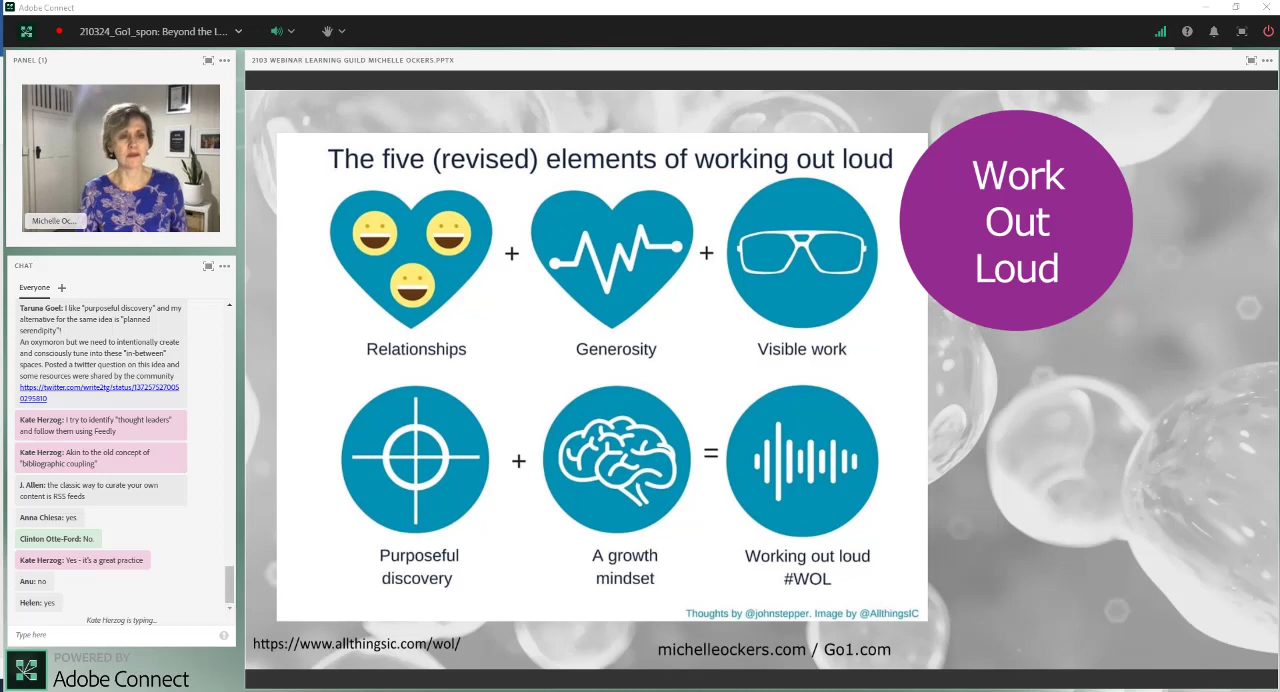 Adobe Connect
210324_Go1_spon: Beyond the L...
PANEL (1)
Michelle Oc...
CHAT
Everyone
Taruna Goel: I like "purposeful discovery" and my
alternative for the same idea is "planned
serendipity"!
An oxymoron but we need to intentionally create
and consciously tune into these "in-between"
spaces. Posted a twitter question on this idea and
some resources were shared by the community
https://twitter.com/write2tg/status/137257527005
0295810
Kate Herzog: I try to identify "thought leaders"
and follow them using Feedly
Kate Herzog: Akin to the old concept of
"bibliographic coupling"
J. Allen: the classic way to curate your own
content is RSS feeds
Anna Chiesa: yes
Clinton Otte-Ford: No.
Kate Herzog: Yes - it's a great practice
Anu: no
Helen: yes
Kate Herzog is typing...
Type here
POWERED BY
Adobe Connect
2103 WEBINAR LEARNING GUILD MICHELLE OCKERS.PPTX
The five (revised) elements of working out loud
Relationships
+
Generosity
+
Visible work
Purposeful
discovery
+
A growth
mindset
=
Working out loud
#WOL
Thoughts by @johnstepper. Image by @AllthingsIC
Work
Out
Loud
https://www.allthingsic.com/wol/
michelleockers.com / Go1.com